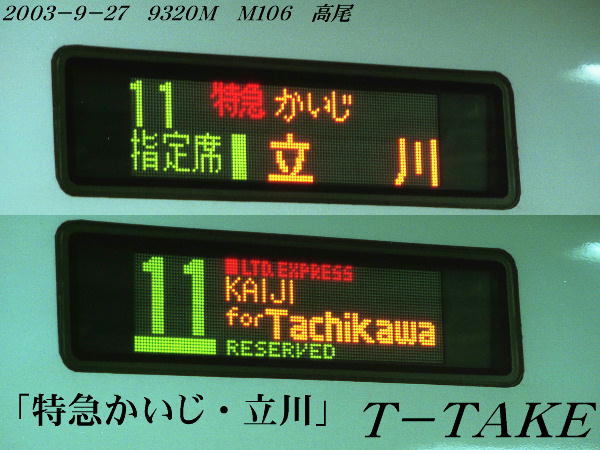 2003－9－27　9320M　M106　高尾
11 特急 かいじ
指定席 立川
11 LTD. EXPRESS
KAIJI
for Tachikawa
RESERVED
「特急かいじ・立川」 T－TAKE